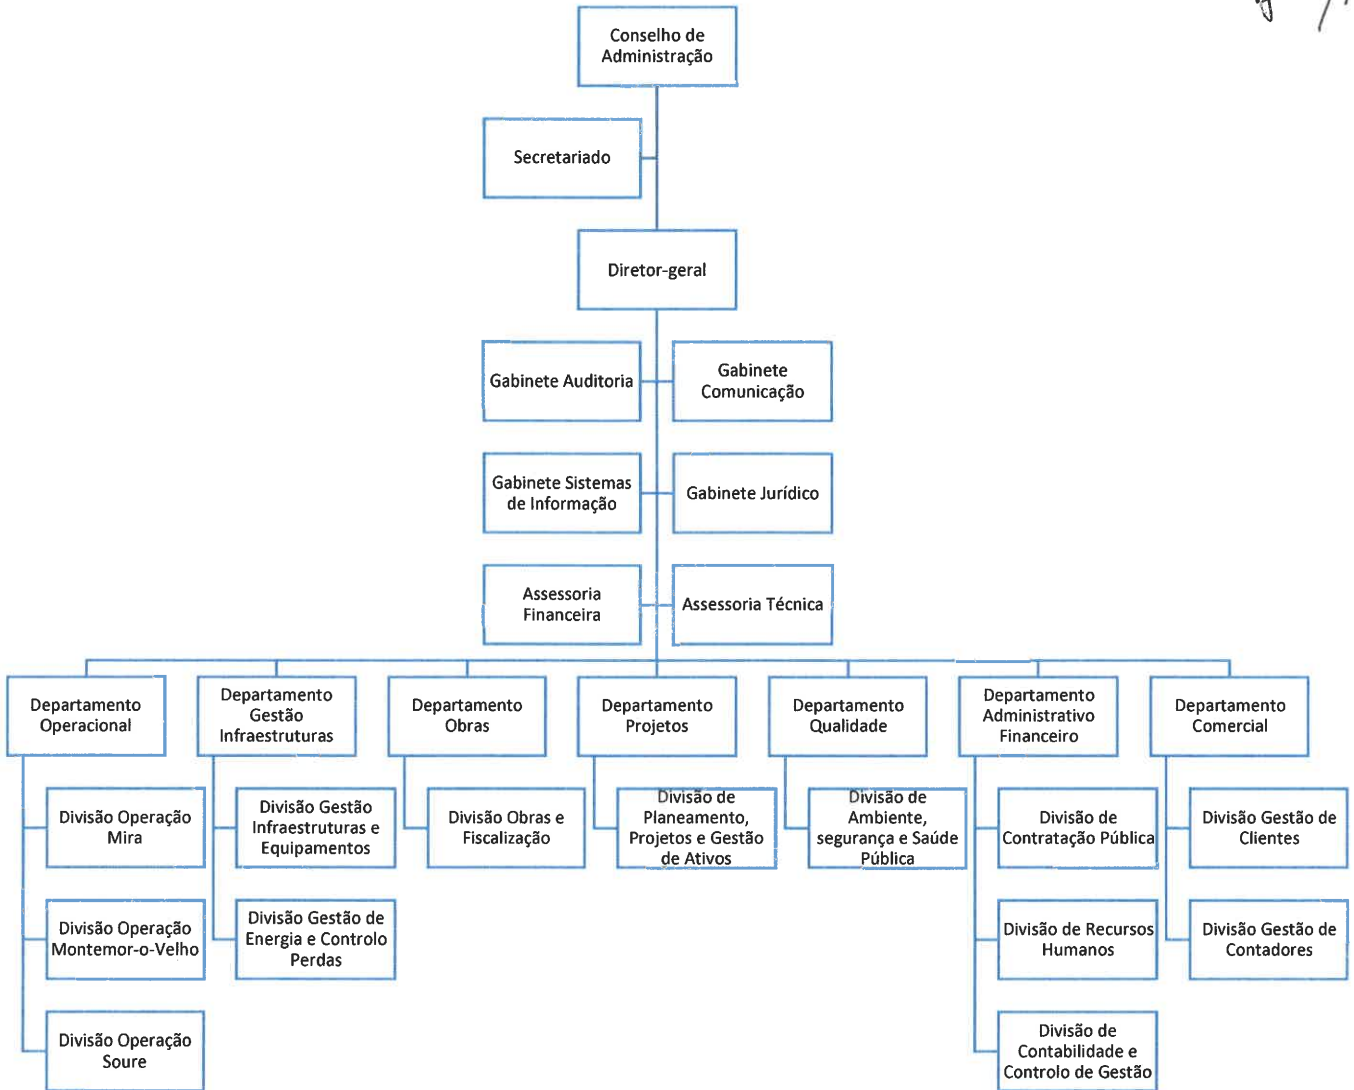 Conselho de
Administração
Secretariado
Diretor-geral
Gabinete Auditoria
Gabinete
Comunicação
Gabinete Sistemas
de Informação
Gabinete Jurídico
Assessoria
Financeira
Assessoria Técnica
Departamento
Operacional
Departamento
Gestão
Infraestruturas
Departamento
Obras
Departamento
Projetos
Departamento
Qualidade
Departamento
Administrativo
Financeiro
Departamento
Comercial
Divisão Operação
Mira
Divisão Gestão
Infraestruturas e
Equipamentos
Divisão Obras e
Fiscalização
Divisão de
Planeamento,
Projetos e Gestão
de Ativos
Divisão de
Ambiente,
segurança e Saúde
Pública
Divisão de
Contratação Pública
Divisão Gestão de
Clientes
Divisão Operação
Montemor-o-Velho
Divisão Gestão de
Energia e Controlo
Perdas
Divisão de Recursos
Humanos
Divisão Gestão de
Contadores
Divisão Operação
Soure
Divisão de
Contabilidade e
Controlo de Gestão